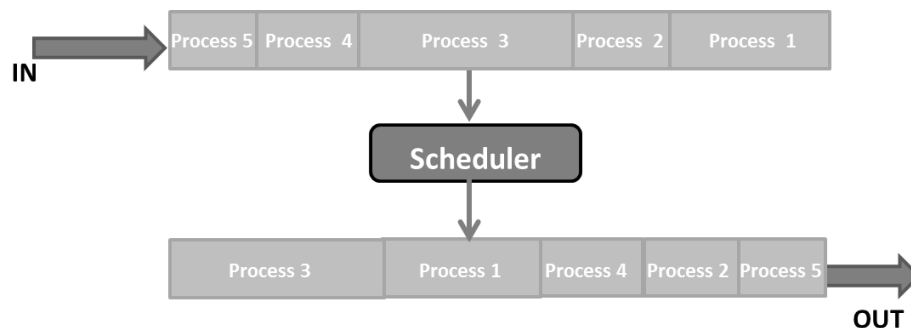 Process 5 Process 4 Process 3 Process 2 Process 1
IN
Scheduler
Process 3 Process 1 Process 4 Process 2 Process 5
OUT